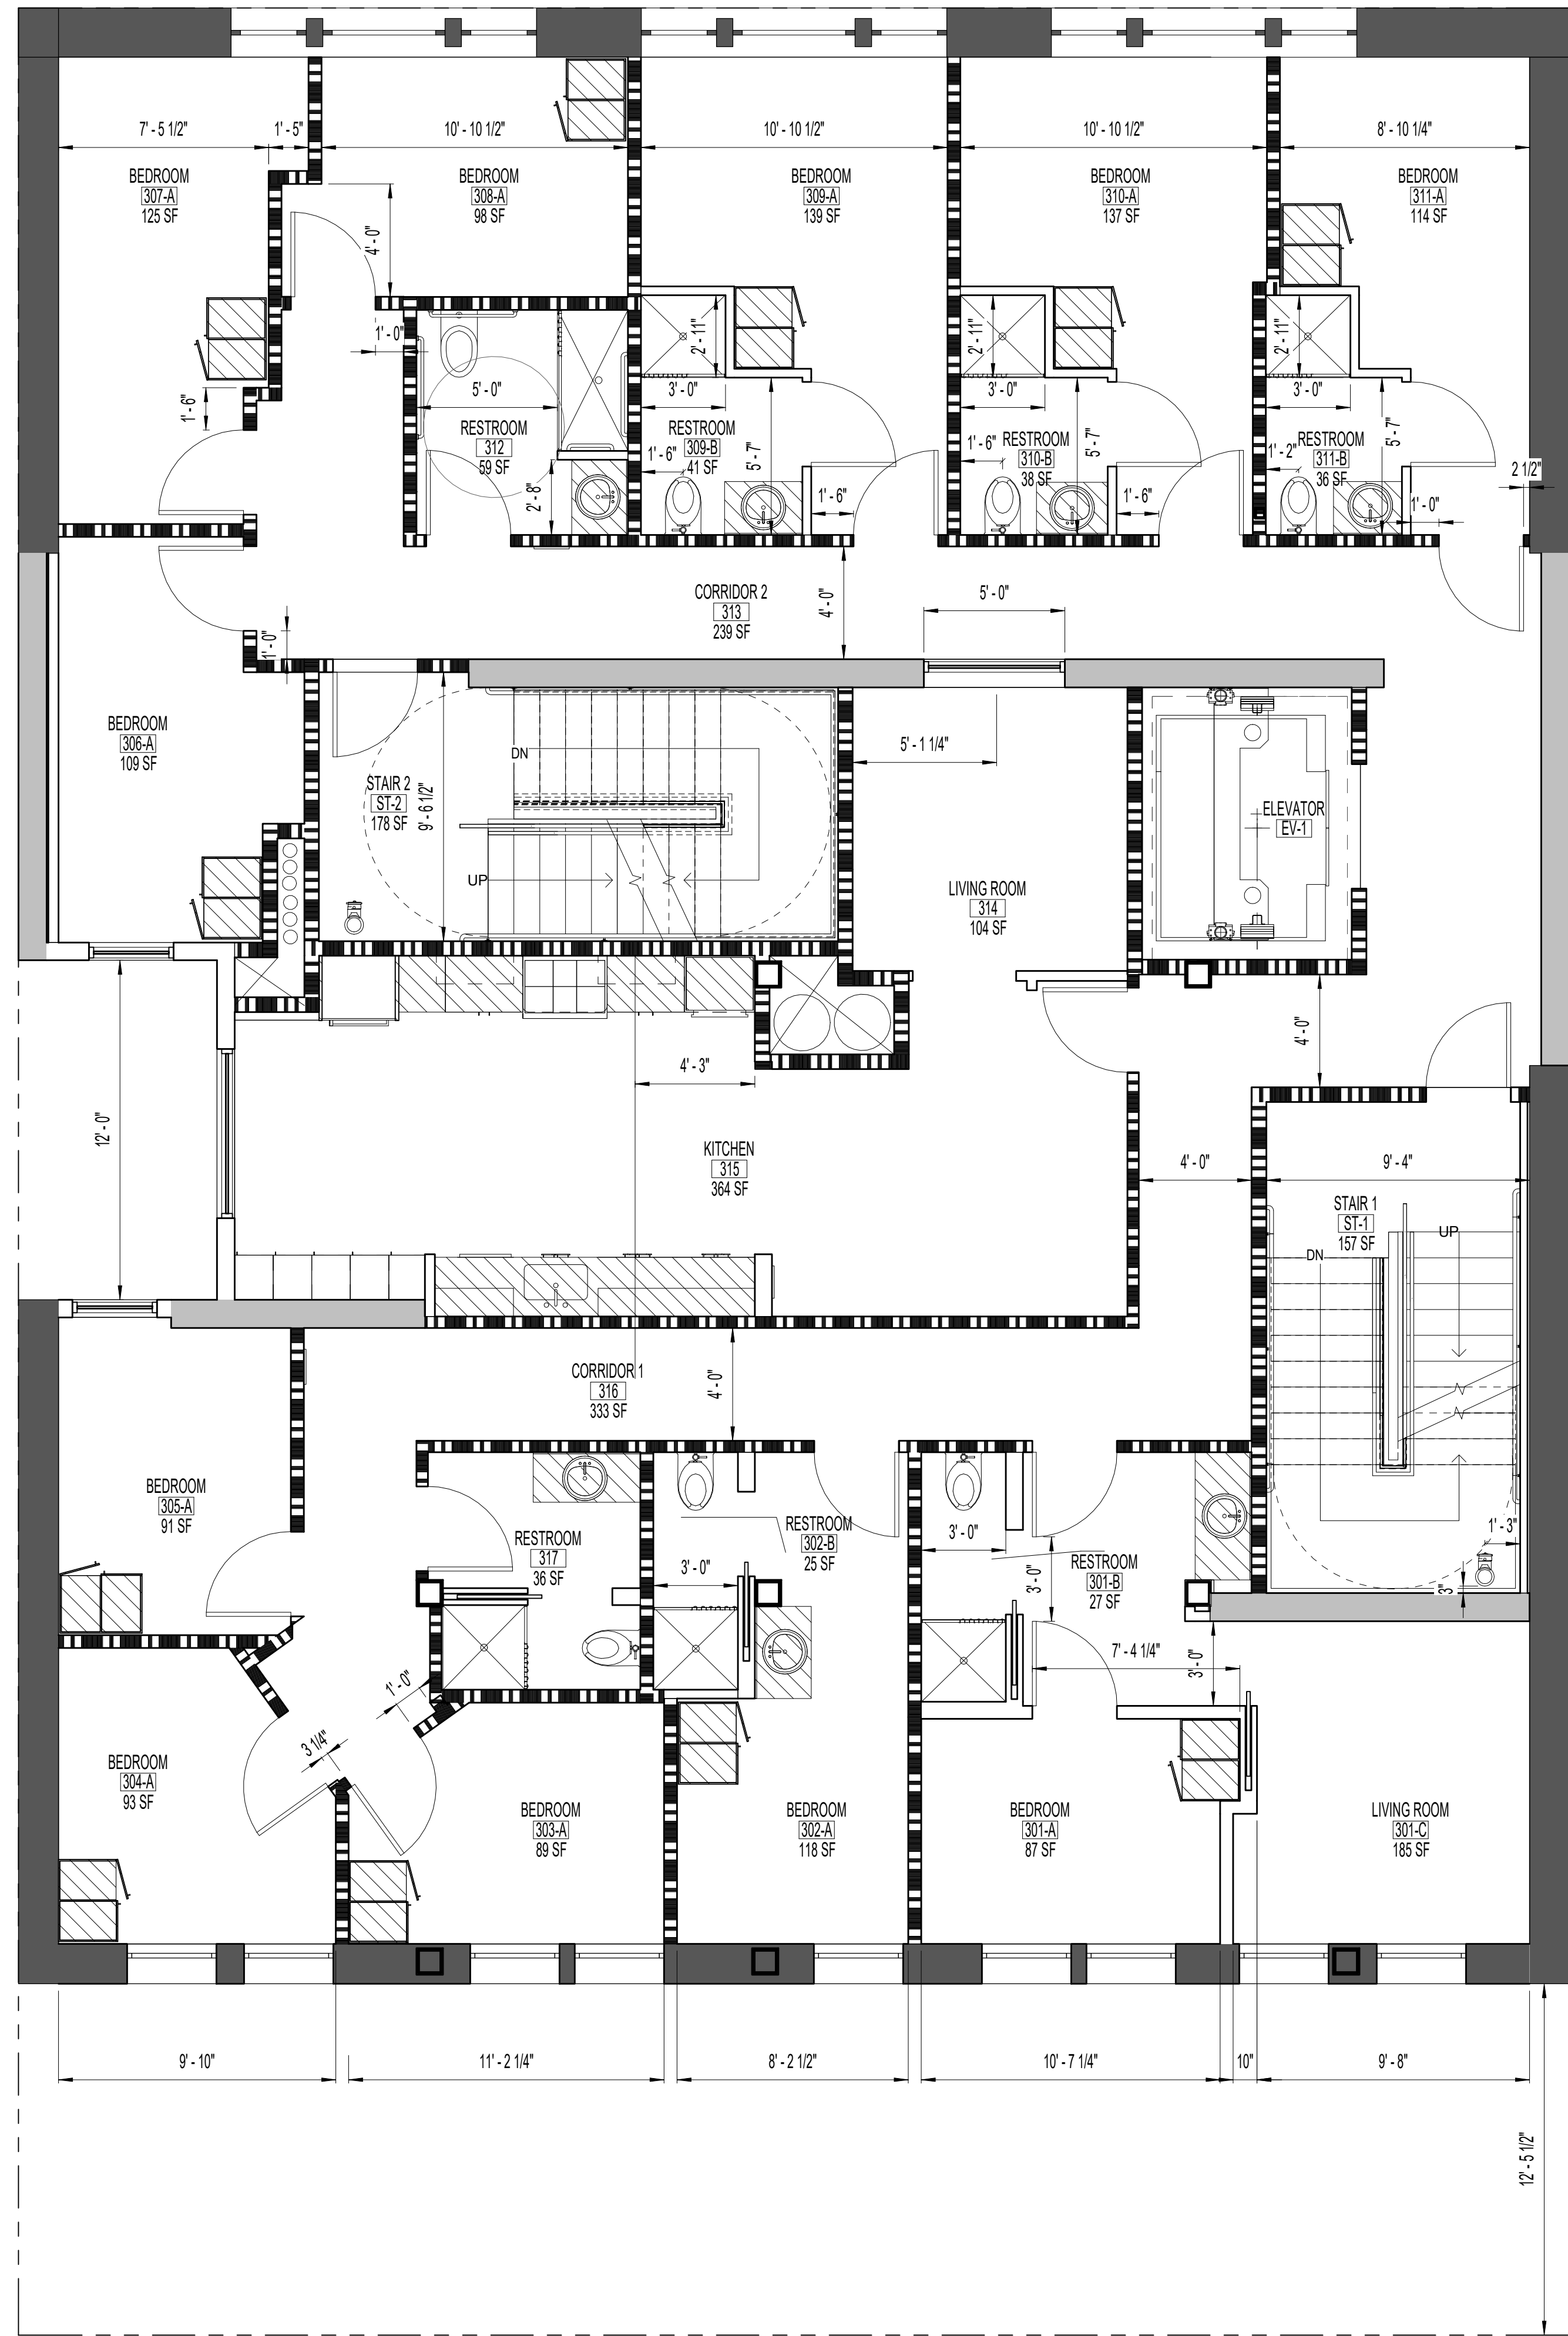 7' - 5 1/2"
1' - 5"
10' - 10 1/2"
10' - 10 1/2"
10' - 10 1/2"
8' - 10 1/4"
BEDROOM
307-A
125 SF
BEDROOM
308-A
98 SF
BEDROOM
309-A
139 SF
BEDROOM
310-A
137 SF
BEDROOM
311-A
114 SF
4' - 0"
1' - 0"
1' - 6"
5' - 0"
RESTROOM
312
59 SF
2' - 8"
2' - 11"
3' - 0"
RESTROOM
309-B
41 SF
1' - 6"
5' - 7"
1' - 6"
2' - 11"
3' - 0"
RESTROOM
310-B
38 SF
1' - 6"
5' - 7"
1' - 6"
2' - 11"
3' - 0"
RESTROOM
311-B
36 SF
1' - 2"
5' - 7"
1' - 0"
2 1/2"
CORRIDOR 2
313
239 SF
4' - 0"
5' - 0"
1' - 0"
BEDROOM
306-A
109 SF
STAIR 2
ST-2
178 SF
9' - 6 1/2"
DN
UP
5' - 1 1/4"
LIVING ROOM
314
104 SF
ELEVATOR
EV-1
4' - 0"
12' - 0"
4' - 3"
KITCHEN
315
364 SF
4' - 0"
9' - 4"
STAIR 1
ST-1
157 SF
DN
UP
CORRIDOR 1
316
333 SF
4' - 0"
BEDROOM
305-A
91 SF
RESTROOM
317
36 SF
RESTROOM
302-B
25 SF
3' - 0"
3' - 0"
3' - 0"
RESTROOM
301-B
27 SF
1' - 3"
3"
7' - 4 1/4"
3' - 0"
1' - 0"
3 1/4"
BEDROOM
304-A
93 SF
BEDROOM
303-A
89 SF
BEDROOM
302-A
118 SF
BEDROOM
301-A
87 SF
LIVING ROOM
301-C
185 SF
9' - 10"
11' - 2 1/4"
8' - 2 1/2"
10' - 7 1/4"
10"
9' - 8"
12' - 5 1/2"